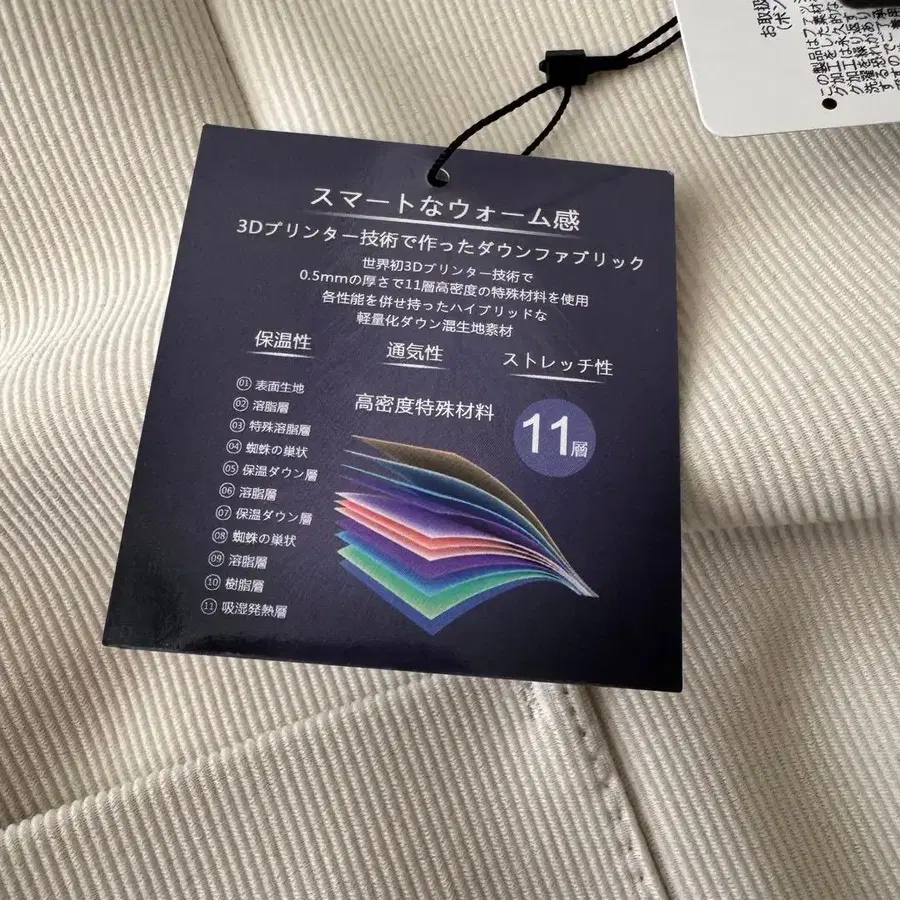 スマートなウォーム感
3Dプリンター技術で作ったダウンファブリック
世界初3Dプリンター技術で
0.5mmの厚さで11層高密度の特殊材料を使用
各性能を併せ持ったハイブリッドな
軽量化ダウン混生地素材
保温性 通気性 ストレッチ性
高密度特殊材料
11層
01 表面生地
02 溶脂層
03 特殊溶脂層
04 蜘蛛の巣状
05 保温ダウン層
06 溶脂層
07 保温ダウン層
08 蜘蛛の巣状
09 溶脂層
10 樹脂層
11 吸湿発熱層
お取扱
(ボン